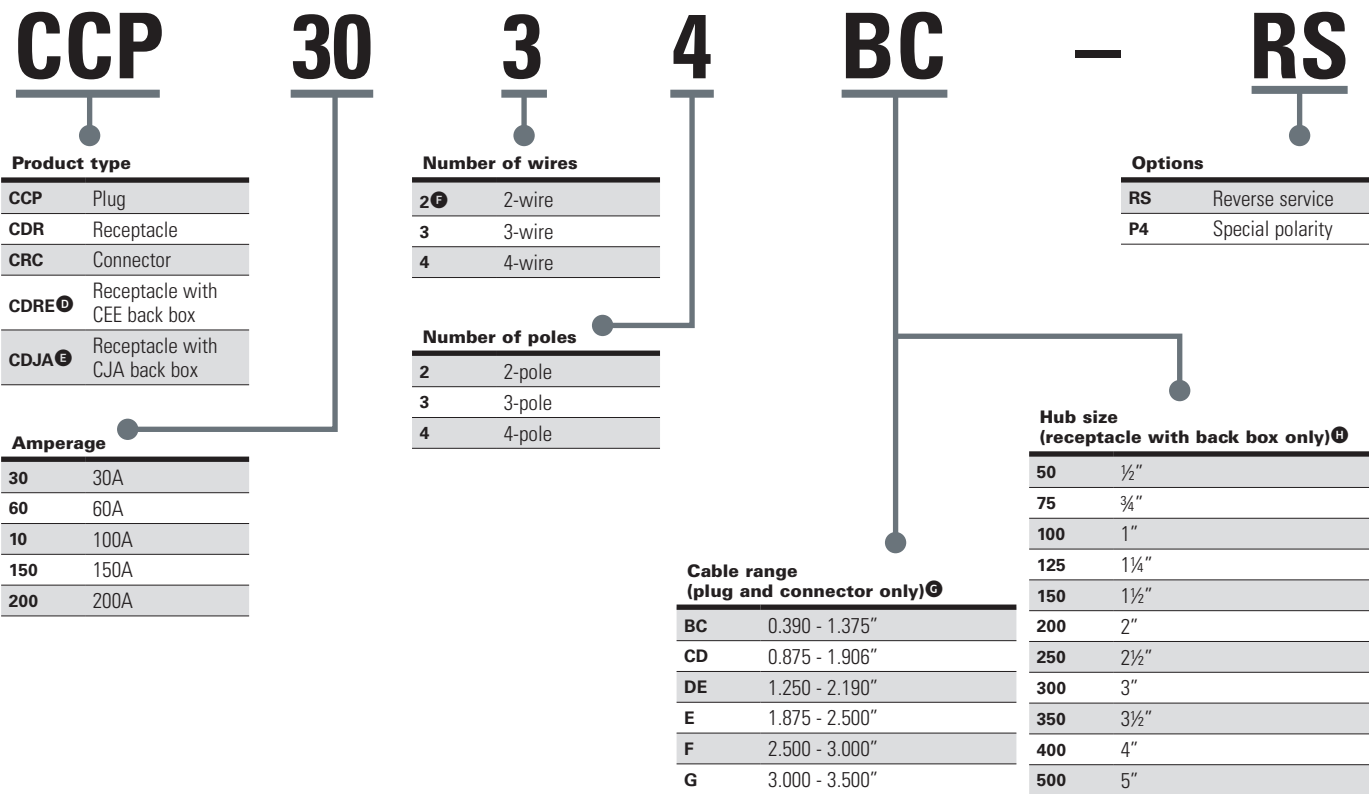 CCP 30 3 4 BC – RS
Product type
CCP Plug
CDR Receptacle
CRC Connector
CDRE D Receptacle with
CEE back box
CDJA E Receptacle with
CJA back box
Amperage
30 30A
60 60A
10 100A
150 150A
200 200A
Number of wires
2 F 2-wire
3 3-wire
4 4-wire
Number of poles
2 2-pole
3 3-pole
4 4-pole
Cable range
(plug and connector only) G
BC 0.390 - 1.375"
CD 0.875 - 1.906"
DE 1.250 - 2.190"
E 1.875 - 2.500"
F 2.500 - 3.000"
G 3.000 - 3.500"
Options
RS Reverse service
P4 Special polarity
Hub size
(receptacle with back box only) H
50 ½"
75 ¾"
100 1"
125 1¼"
150 1½"
200 2"
250 2½"
300 3"
350 3½"
400 4"
500 5"